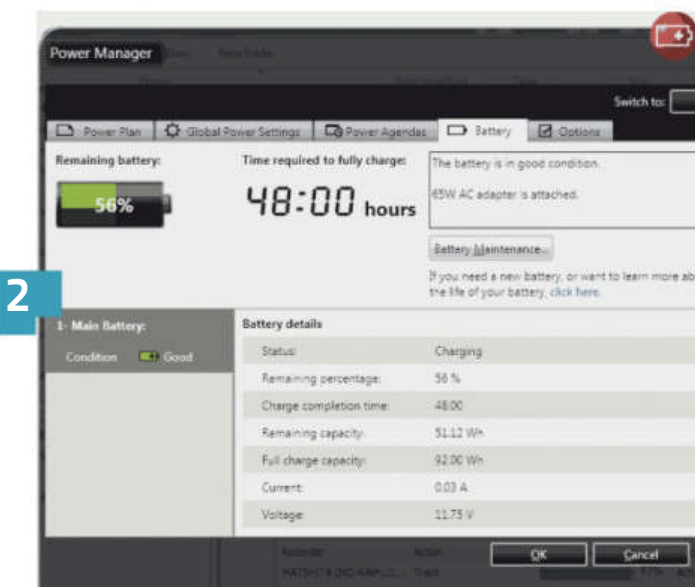 Power Manager
Switch to:
Power Plan
Global Power Settings
Power Agendas
Battery
Options
Remaining battery:
56%
Time required to fully charge:
48:00 hours
The battery is in good condition.
65W AC adapter is attached.
Battery Maintenance...
If you need a new battery, or want to learn more ab
the life of your battery, click here.
2
1- Main Battery:
Condition Good
Battery details
Status: Charging
Remaining percentage: 56 %
Charge completion time: 48:00
Remaining capacity: 51.12 Wh
Full charge capacity: 92.00 Wh
Current: 0.03 A
Voltage: 11.75 V
OK
Cancel